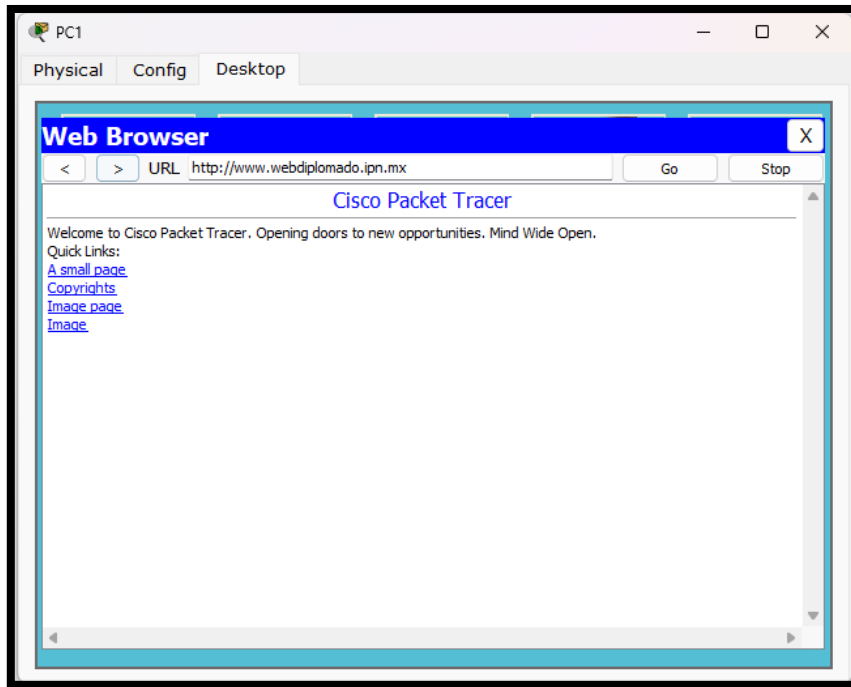 PC1
Physical Config Desktop
Web Browser X
< > URL http://www.webdiplomado.ipn.mx Go Stop
Cisco Packet Tracer
Welcome to Cisco Packet Tracer. Opening doors to new opportunities. Mind Wide Open.
Quick Links:
A small page
Copyrights
Image page
Image